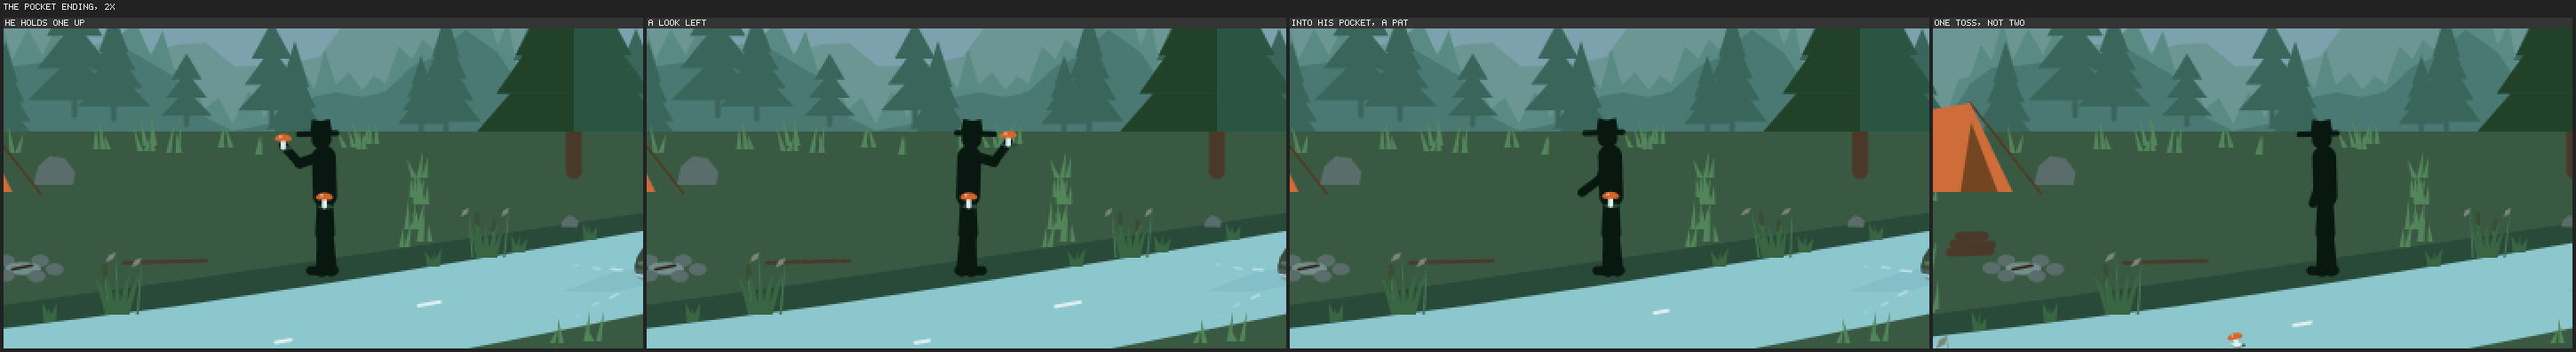 THE POCKET ENDING, 2X
HE HOLDS ONE UP
A LOOK LEFT
INTO HIS POCKET, A PAT
ONE TOSS, NOT TWO